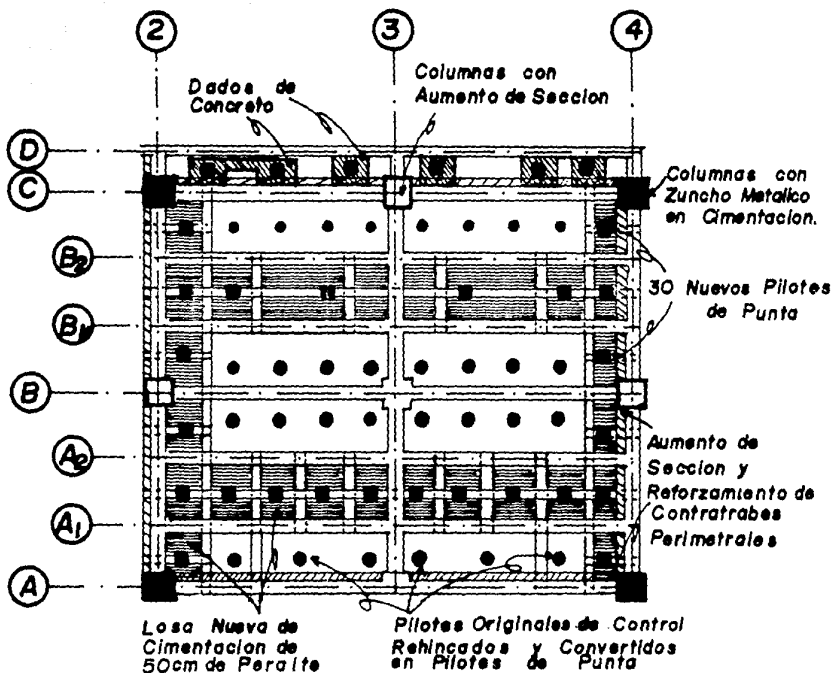 2
3
4
Dados de
Concreto
Columnas con
Aumento de Seccion
D
C
Columnas con
Zuncho Metalico
en Cimentacion.
B2
30 Nuevos Pilotes
de Punta
B1
B
Aumento de
Seccion y
Reforzamiento de
Contratrabes
Perimetrales
A2
A1
A
Losa Nueva de
Cimentacion de
50cm de Peralte
Pilotes Originales de Control
Rehincados y Convertidos
en Pilotes de Punta